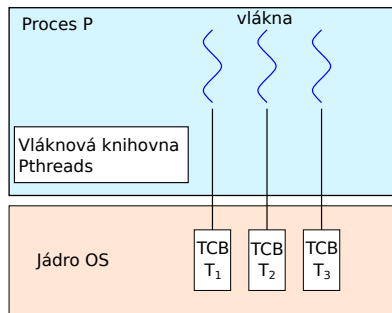 Proces P
vlákna
Vláknová knihovna
Pthreads
Jádro OS
TCB
T₁
TCB
T₂
TCB
T₃